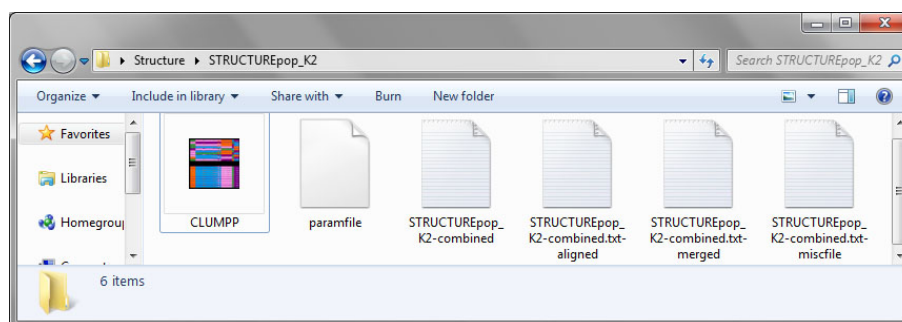 Structure ▸ STRUCTUREpop_K2
Search STRUCTUREpop_K2
Organize Include in library Share with Burn New folder
Favorites
Libraries
Homegrou
CLUMPP
paramfile
STRUCTUREpop_
K2-combined
STRUCTUREpop_
K2-combined.txt-
aligned
STRUCTUREpop_
K2-combined.txt-
merged
STRUCTUREpop_
K2-combined.txt-
miscfile
6 items